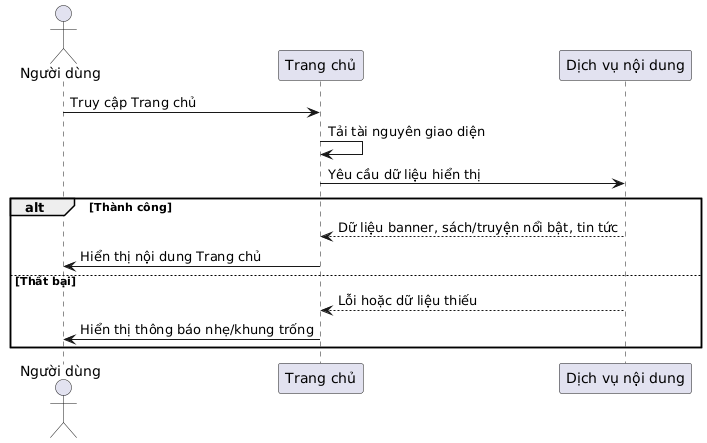 Người dùng
Trang chủ
Dịch vụ nội dung
Truy cập Trang chủ
Tải tài nguyên giao diện
Yêu cầu dữ liệu hiển thị
alt [Thành công]
Dữ liệu banner, sách/truyện nổi bật, tin tức
Hiển thị nội dung Trang chủ
[Thất bại]
Lỗi hoặc dữ liệu thiếu
Hiển thị thông báo nhẹ/khung trống
Người dùng
Trang chủ
Dịch vụ nội dung